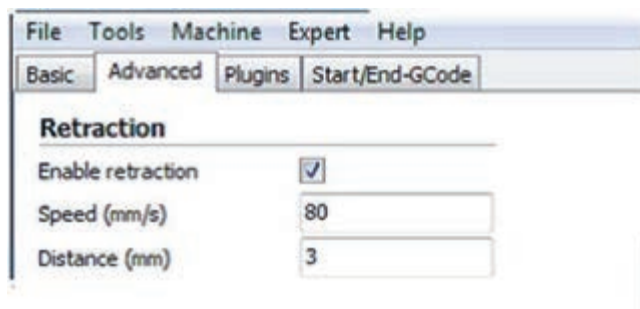 File Tools Machine Expert Help
Basic Advanced Plugins Start/End-GCode
Retraction
Enable retraction
Speed (mm/s) 80
Distance (mm) 3